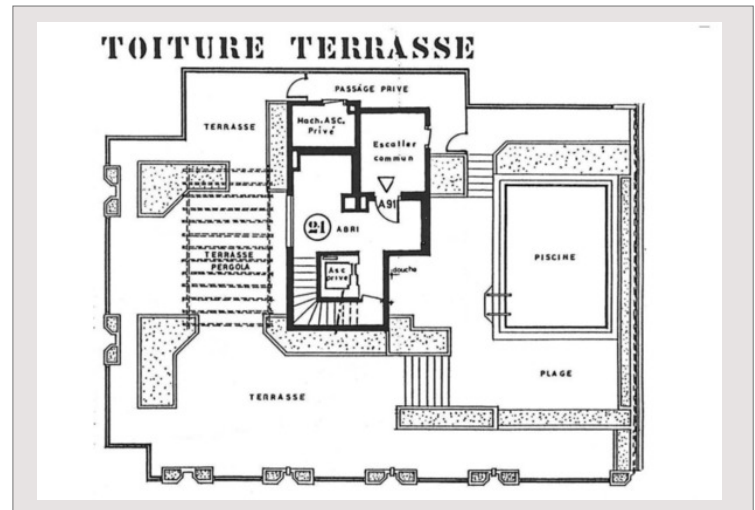 TOITURE TERRASSE
PASSAGE PRIVE
TERRASSE
Mach. ASC.
Privé
Escalier
commun
A91
21
ABRI
TERRASSE
PERGOLA
Asc
privé
douche
PISCINE
PLAGE
TERRASSE